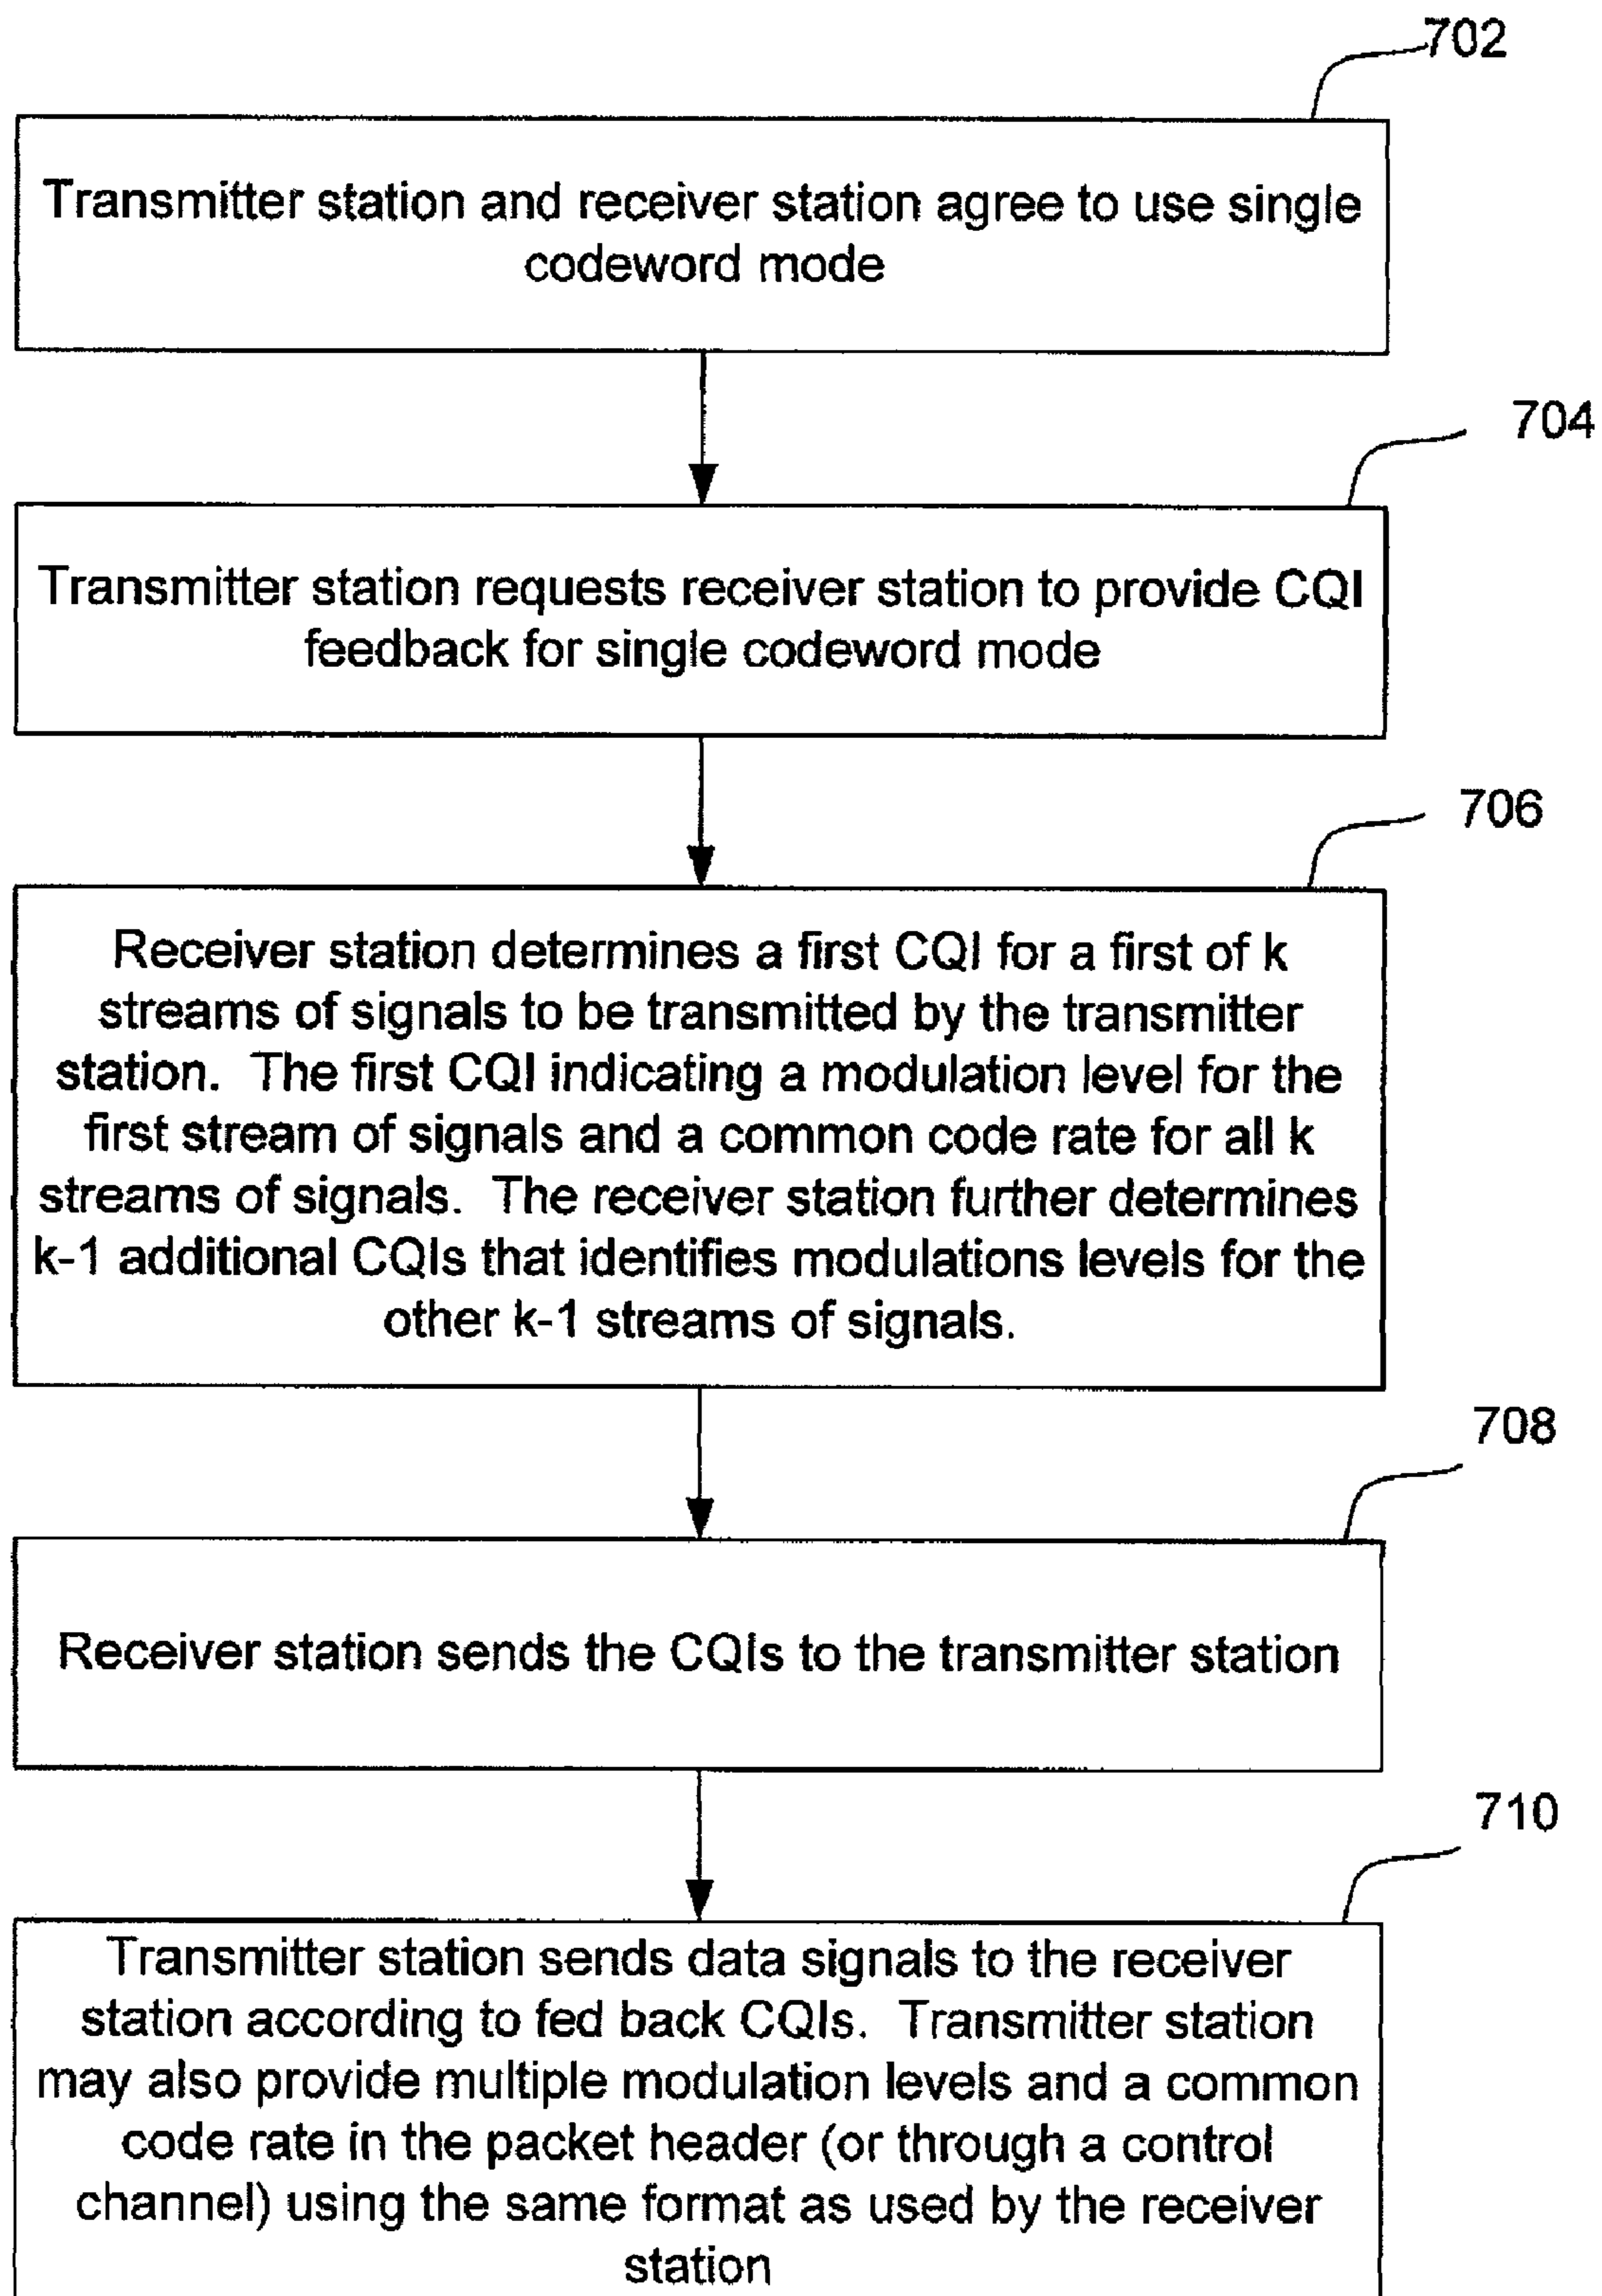 702
Transmitter station and receiver station agree to use single
codeword mode
704
Transmitter station requests receiver station to provide CQI
feedback for single codeword mode
706
Receiver station determines a first CQI for a first of k
streams of signals to be transmitted by the transmitter
station. The first CQI indicating a modulation level for the
first stream of signals and a common code rate for all k
streams of signals. The receiver station further determines
k-1 additional CQIs that identifies modulations levels for the
other k-1 streams of signals.
708
Receiver station sends the CQIs to the transmitter station
710
Transmitter station sends data signals to the receiver
station according to fed back CQIs. Transmitter station
may also provide multiple modulation levels and a common
code rate in the packet header (or through a control
channel) using the same format as used by the receiver
station